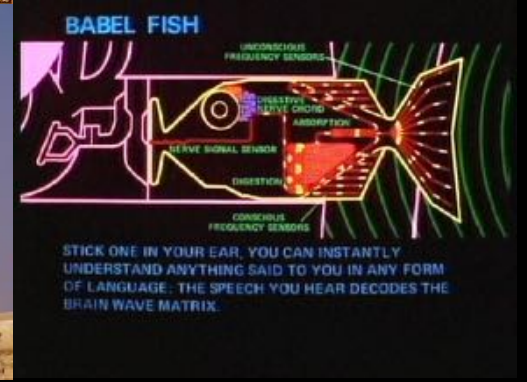 BABEL FISH
UNCONSCIOUS
FREQUENCY SENSORS
DIGESTIVE
NERVE CHORD
ABSORPTION
NERVE SIGNAL SENSOR
DIGESTION
CONSCIOUS
FREQUENCY SENSORS
STICK ONE IN YOUR EAR, YOU CAN INSTANTLY
UNDERSTAND ANYTHING SAID TO YOU IN ANY FORM
OF LANGUAGE: THE SPEECH YOU HEAR DECODES THE
BRAIN WAVE MATRIX.